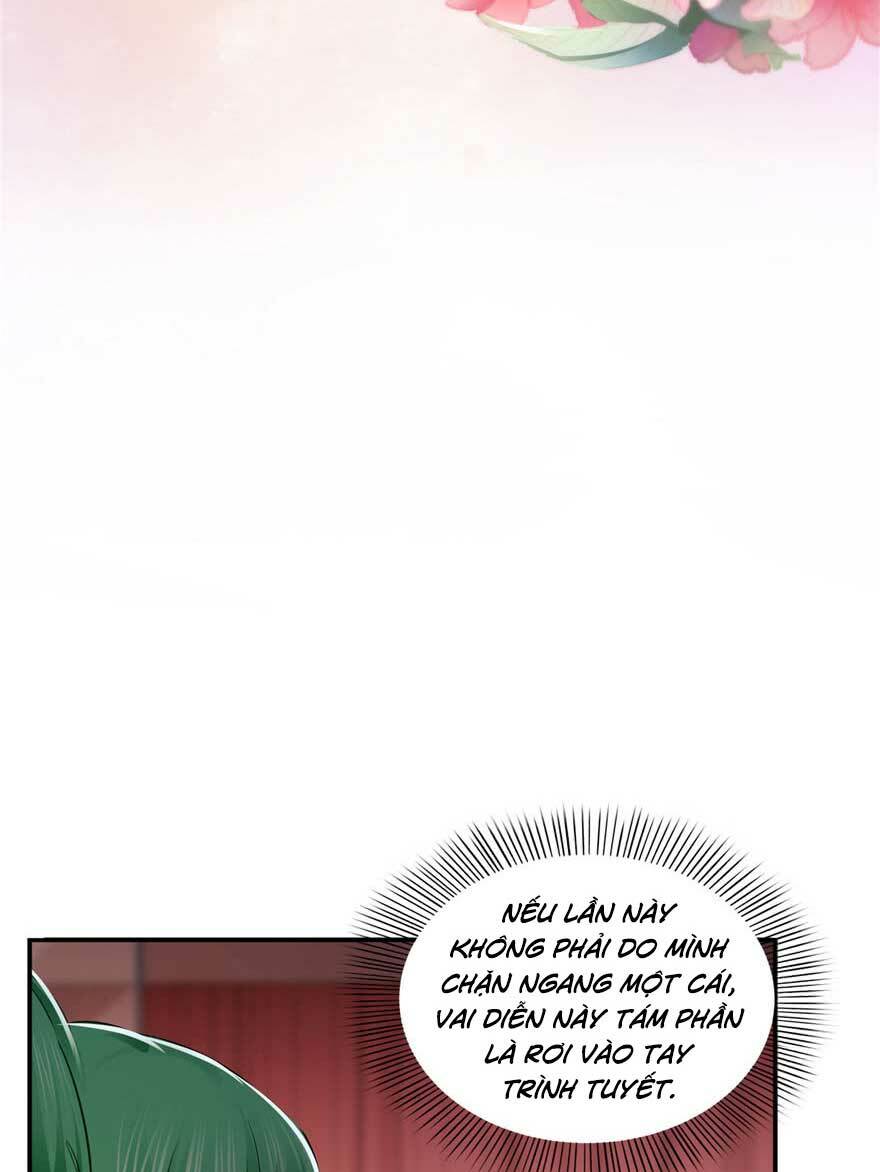 NẾU LẦN NÀY
KHÔNG PHẢI DO MÌNH
CHẶN NGANG MỘT CÁI,
VAI DIỄN NÀY TÁM PHẦN
LÀ RƠI VÀO TAY
TRÌNH TUYẾT.